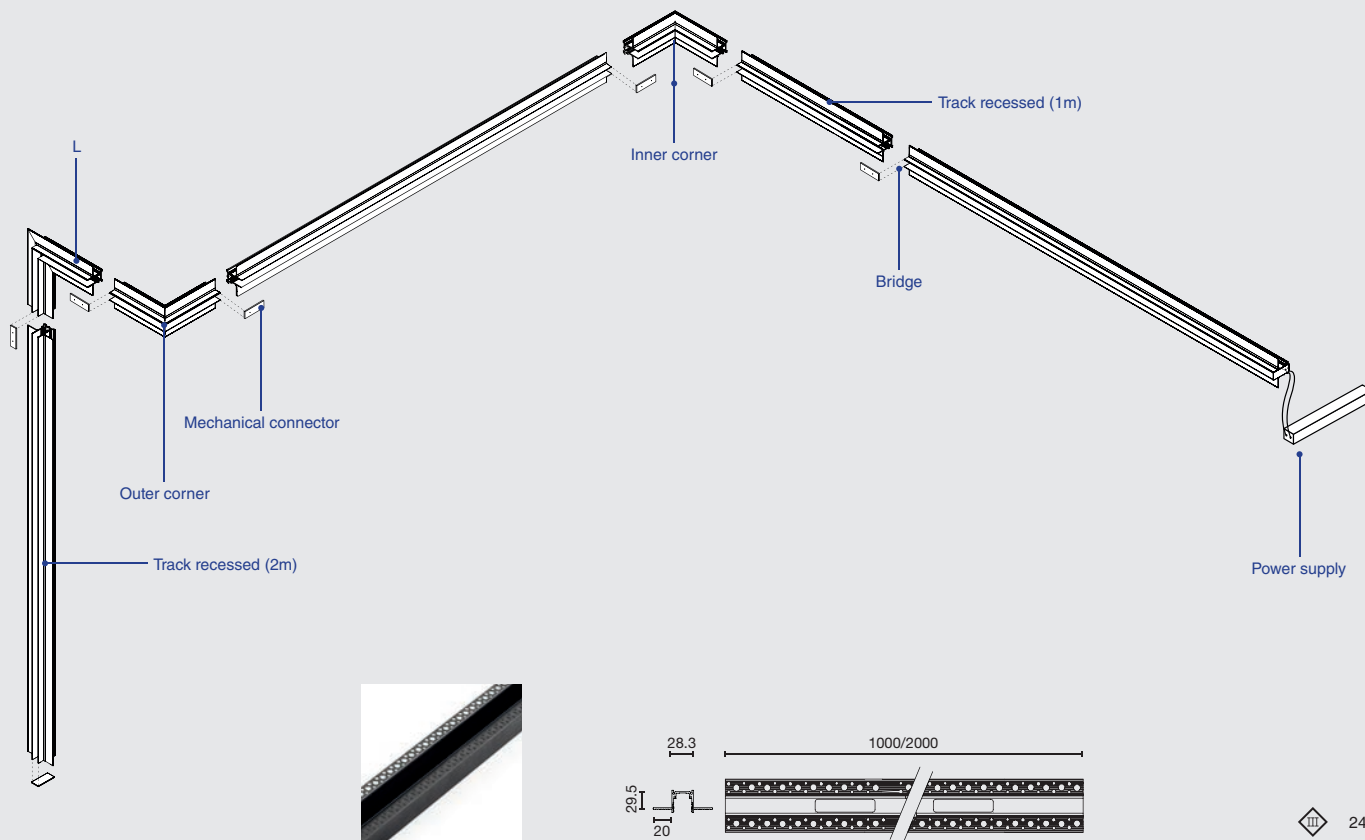 Track recessed (1m)
L
Inner corner
Bridge
Mechanical connector
Outer corner
Track recessed (2m)
Power supply
28.3
1000/2000
29.5
20
III
24